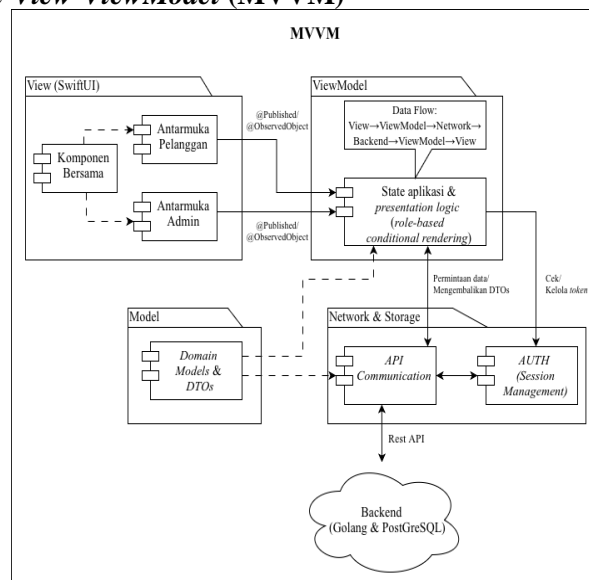 View-ViewModel (MVVM)
MVVM
View (SwiftUI)
Komponen
Bersama
Antarmuka
Pelanggan
Antarmuka
Admin
@Published/
@ObservedObject
@Published/
@ObservedObject
ViewModel
Data Flow:
View→ViewModel→Network→
Backend→ViewModel→View
State aplikasi &
presentation logic
(role-based
conditional rendering)
Permintaan data/
Mengembalikan DTOs
Cek/
Kelola token
Model
Domain
Models &
DTOs
Network & Storage
API
Communication
AUTH
(Session
Management)
Rest API
Backend
(Golang & PostGreSQL)